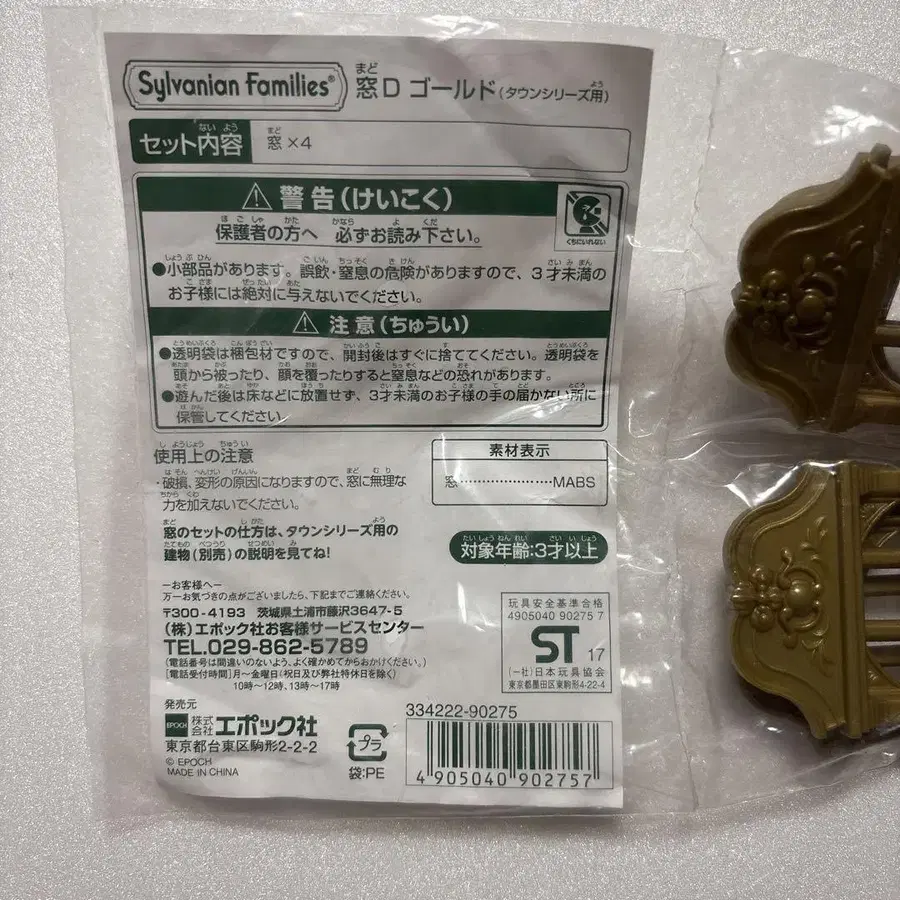 Sylvanian Families® 窓D ゴールド(タウンシリーズ用)
セット内容 窓×4
⚠ 警告(けいこく)
保護者の方へ 必ずお読み下さい。
くちにいれない
●小部品があります。誤飲・窒息の危険がありますので、3才未満の
お子様には絶対に与えないでください。
⚠ 注意(ちゅうい)
●透明袋は梱包材ですので、開封後はすぐに捨ててください。透明袋を
頭から被ったり、顔を覆ったりすると窒息などの恐れがあります。
●遊んだ後は床などに放置せず、3才未満のお子様の手の届かない所に
保管してください。
使用上の注意
・破損、変形の原因になりますので、窓に無理な
力を加えないでください。
素材表示
窓……………………MABS
窓のセットの仕方は、タウンシリーズ用の
建物(別売)の説明を見てね!
対象年齢:3才以上
ーお客様へー
万一お気づきの点がございましたら、下記までご連絡ください。
〒300-4193 茨城県土浦市藤沢3647-5
(株)エポック社お客様サービスセンター
TEL.029-862-5789
(電話番号は間違いのないよう、よく確かめてからおかけください。)
[電話受付時間]月〜金曜日(祝日及び弊社特休日を除く)
10時〜12時、13時〜17時
玩具安全基準合格
4905040 90275 7
ST 17
(一社)日本玩具協会
東京都墨田区東駒形4-22-4
発売元
EPOCH 株式会社エポック社
東京都台東区駒形2-2-2
© EPOCH
MADE IN CHINA
プラ
袋:PE
334222-90275
4 905040 902757